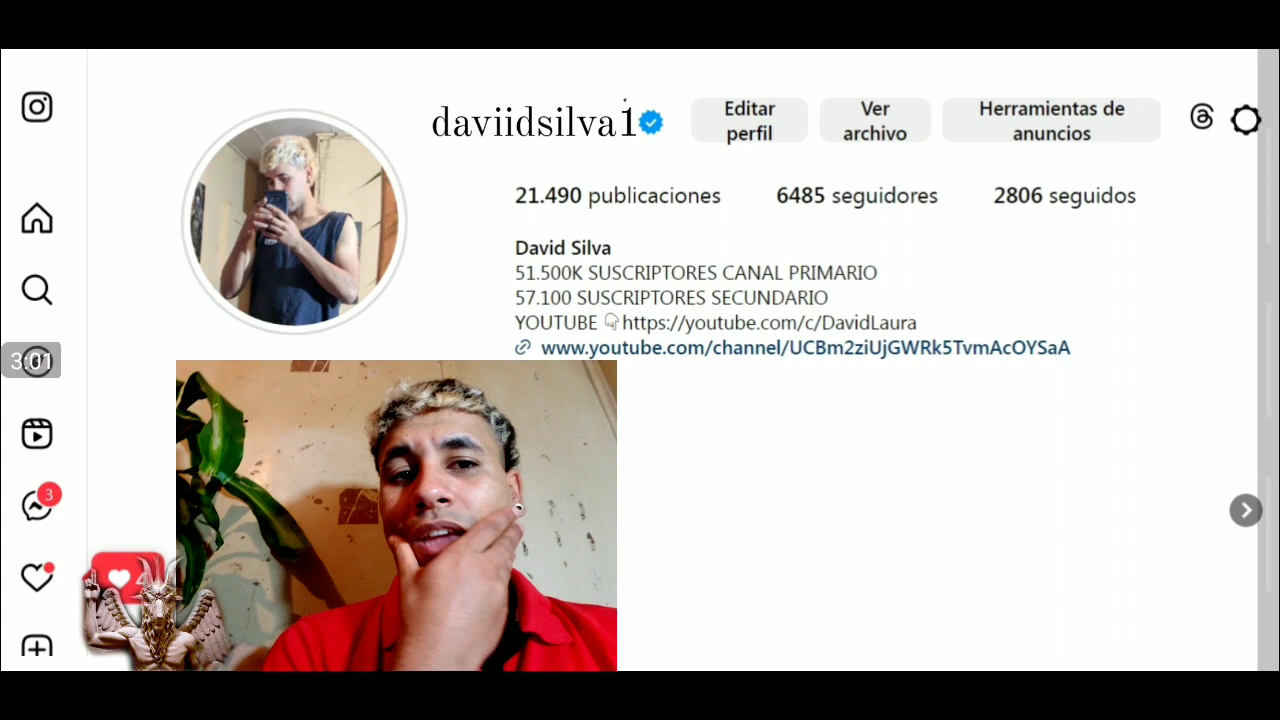 daviidsilva1
Editar perfil
Ver archivo
Herramientas de anuncios
21.490 publicaciones 6485 seguidores 2806 seguidos
David Silva
51.500K SUSCRIPTORES CANAL PRIMARIO
57.100 SUSCRIPTORES SECUNDARIO
YOUTUBE 👇https://youtube.com/c/DavidLaura
www.youtube.com/channel/UCBm2ziUjGWRk5TvmAcOYSaA
3:01
3
4